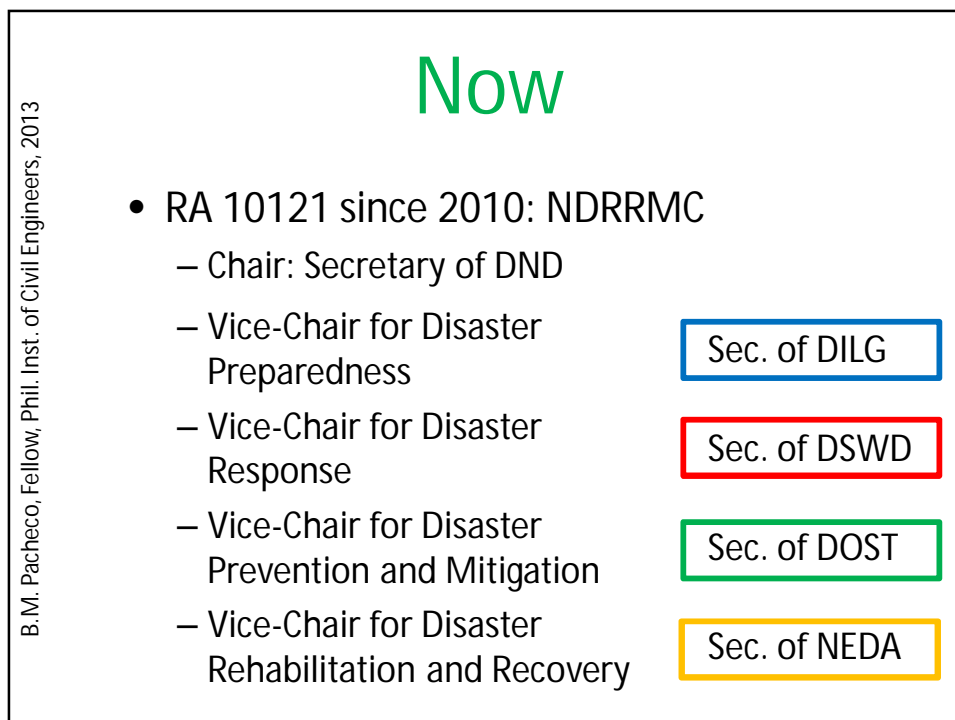 Now
B.M. Pacheco, Fellow, Phil. Inst. of Civil Engineers, 2013
• RA 10121 since 2010: NDRRMC
– Chair: Secretary of DND
– Vice-Chair for Disaster
Preparedness
Sec. of DILG
– Vice-Chair for Disaster
Response
Sec. of DSWD
– Vice-Chair for Disaster
Prevention and Mitigation
Sec. of DOST
– Vice-Chair for Disaster
Rehabilitation and Recovery
Sec. of NEDA